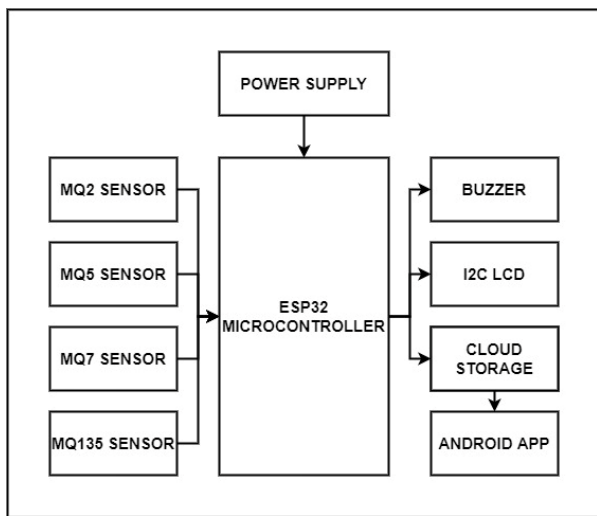 POWER SUPPLY
MQ2 SENSOR
MQ5 SENSOR
MQ7 SENSOR
MQ135 SENSOR
ESP32
MICROCONTROLLER
BUZZER
I2C LCD
CLOUD
STORAGE
ANDROID APP